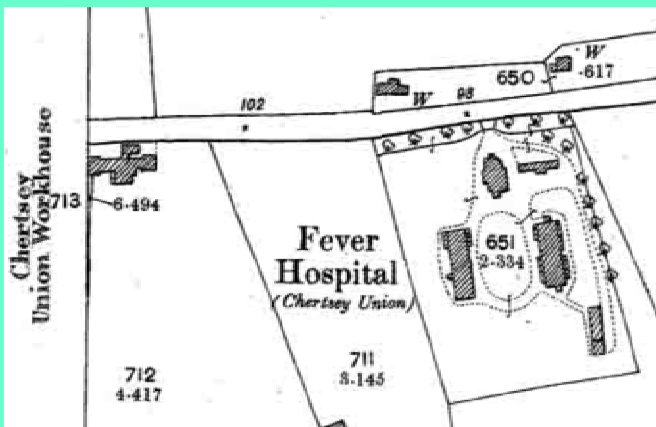 W
650
W
.617
102
98
Chertsey
Union Workhouse
713
6.494
Fever
Hospital
(Chertsey Union)
651
2.334
711
3.145
712
4.417